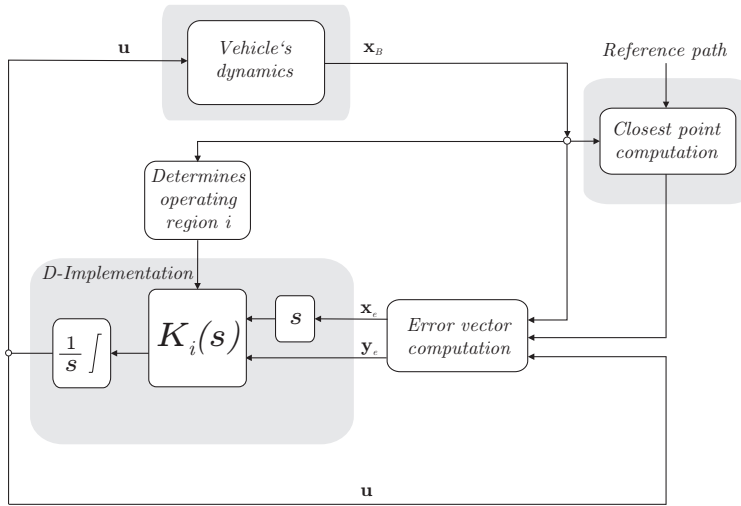 u
Vehicle‘s
dynamics
x_B
Reference path
Closest point
computation
Determines
operating
region i
D-Implementation
1/s ∫
K_i(s)
s
x_e
y_e
Error vector
computation
u